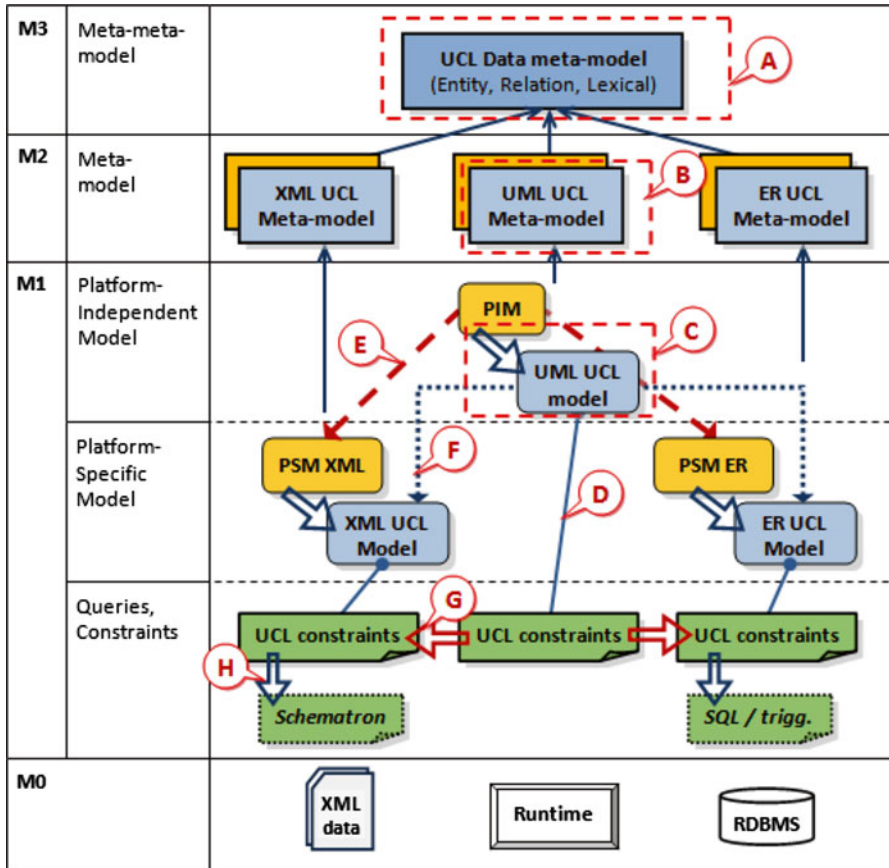 M3
Meta-meta-
model
UCL Data meta-model
(Entity, Relation, Lexical)
A
M2
Meta-
model
XML UCL
Meta-model
UML UCL
Meta-model
B
ER UCL
Meta-model
M1
Platform-
Independent
Model
PIM
C
E
UML UCL
model
Platform-
Specific
Model
PSM XML
F
PSM ER
D
XML UCL
Model
ER UCL
Model
Queries,
Constraints
G
UCL constraints
UCL constraints
UCL constraints
H
Schematron
SQL / trigg.
M0
XML
data
Runtime
RDBMS